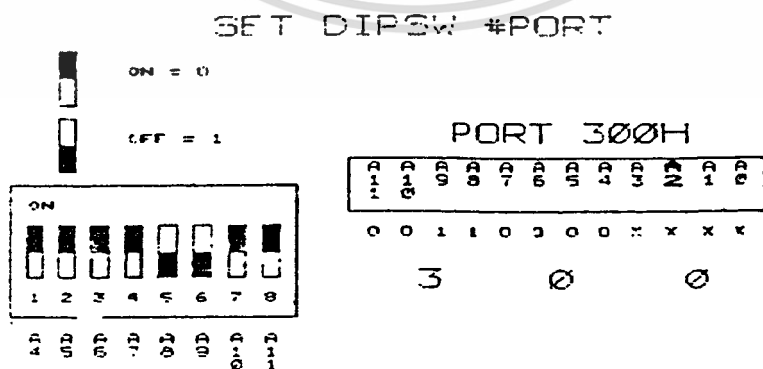 SET DIPSW #PORT
ON = 0
OFF = 1
PORT 300H
A11 A10 A9 A8 A7 A6 A5 A4 A3 A2 A1 A0
0 0 1 1 0 0 0 0 X X X X
3 0 0
ON
1 2 3 4 5 6 7 8
A4 A5 A6 A7 A8 A9 A10 A11